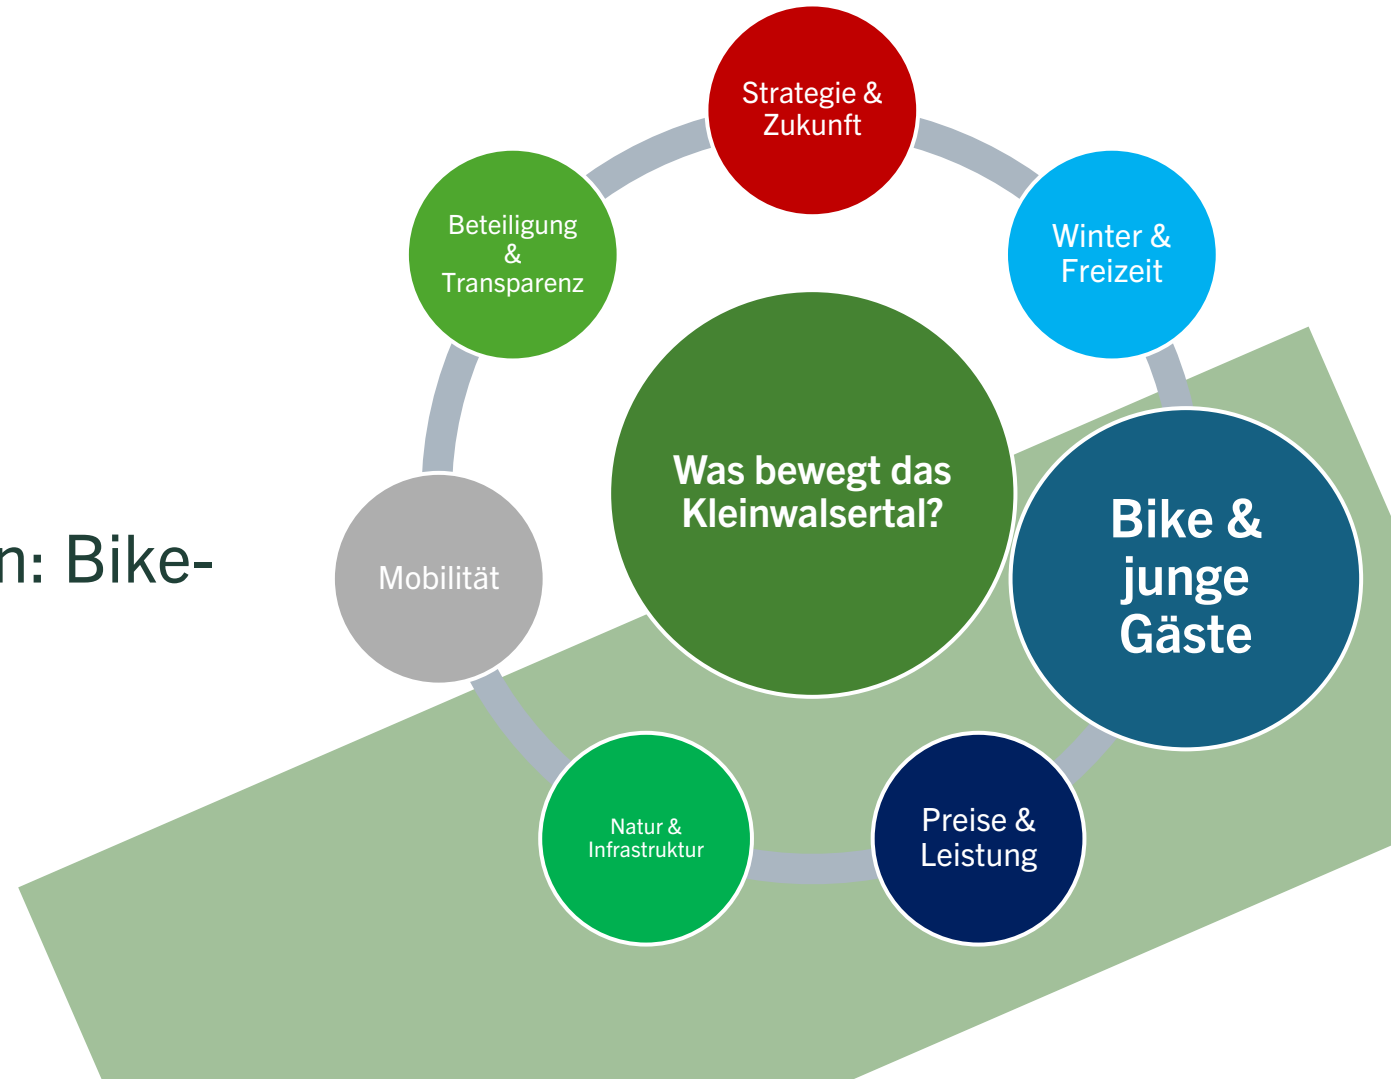 Strategie &
Zukunft
Beteiligung
&
Transparenz
Winter &
Freizeit
Was bewegt das
Kleinwalsertal?
Bike &
junge
Gäste
n: Bike-
Mobilität
Natur &
Infrastruktur
Preise &
Leistung